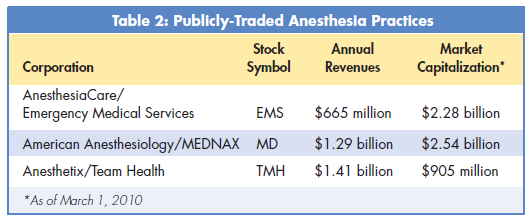 Table 2: Publicly-Traded Anesthesia Practices
Stock Annual Market
Corporation Symbol Revenues Capitalization*
AnesthesiaCare/
Emergency Medical Services EMS $665 million $2.28 billion
American Anesthesiology/MEDNAX MD $1.29 billion $2.54 billion
Anesthetix/Team Health TMH $1.41 billion $905 million
*As of March 1, 2010